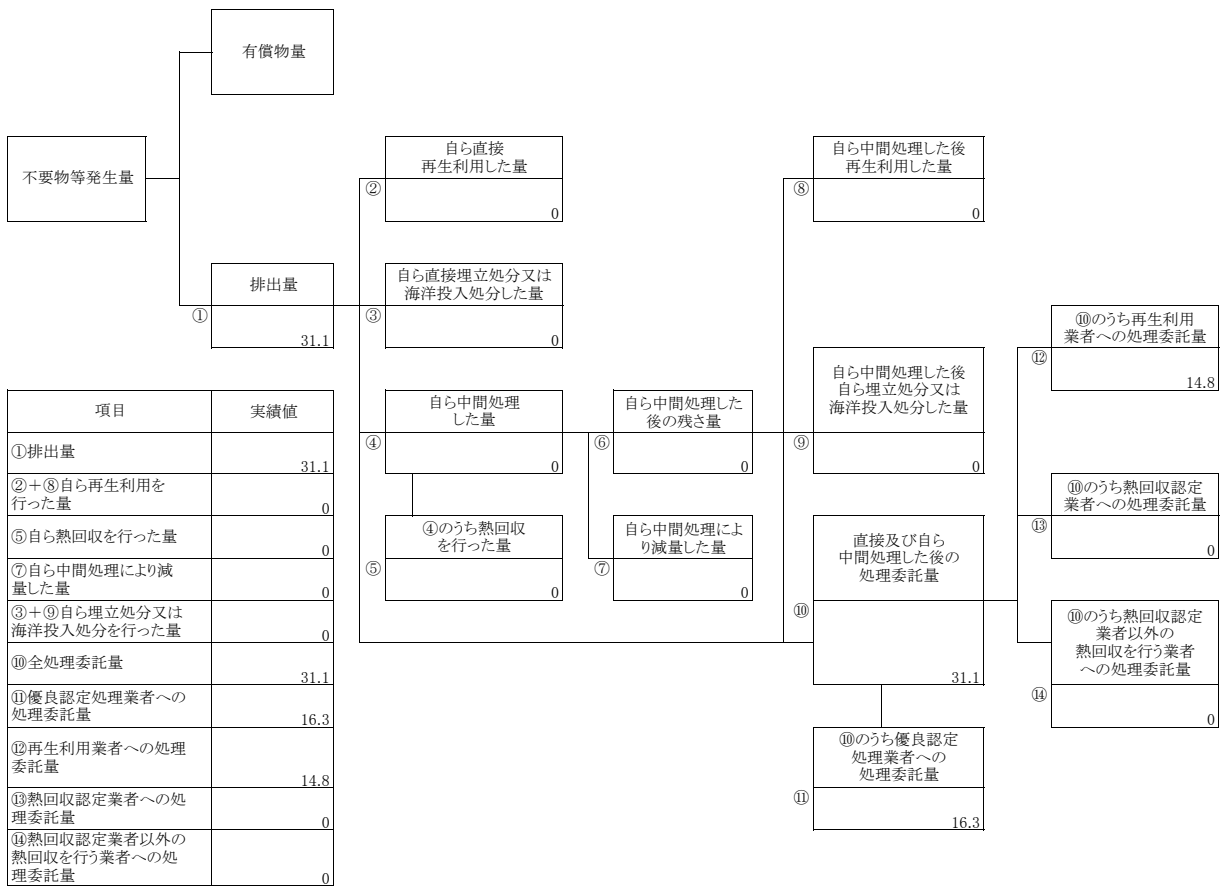 有償物量
不要物等発生量
自ら直接
再生利用した量
②
0
自ら中間処理した後
再生利用した量
⑧
0
排出量
①
31.1
自ら直接埋立処分又は
海洋投入処分した量
③
0
⑩のうち再生利用
業者への処理委託量
⑫
14.8
自ら中間処理
した量
④
0
自ら中間処理した
後の残さ量
⑥
0
自ら中間処理した後
自ら埋立処分又は
海洋投入処分した量
⑨
0
⑩のうち熱回収認定
業者への処理委託量
⑬
0
④のうち熱回収
を行った量
⑤
0
自ら中間処理によ
り減量した量
⑦
0
直接及び自ら
中間処理した後の
処理委託量
⑩
31.1
⑩のうち熱回収認定
業者以外の
熱回収を行う業者
への処理委託量
⑭
0
⑩のうち優良認定
処理業者への
処理委託量
⑪
16.3
項目 実績値
①排出量
31.1
②+⑧自ら再生利用を
行った量
0
⑤自ら熱回収を行った量
0
⑦自ら中間処理により減
量した量
0
③+⑨自ら埋立処分又は
海洋投入処分を行った量
0
⑩全処理委託量
31.1
⑪優良認定処理業者への
処理委託量
16.3
⑫再生利用業者への処理
委託量
14.8
⑬熱回収認定業者への処
理委託量
0
⑭熱回収認定業者以外の
熱回収を行う業者への処
理委託量
0